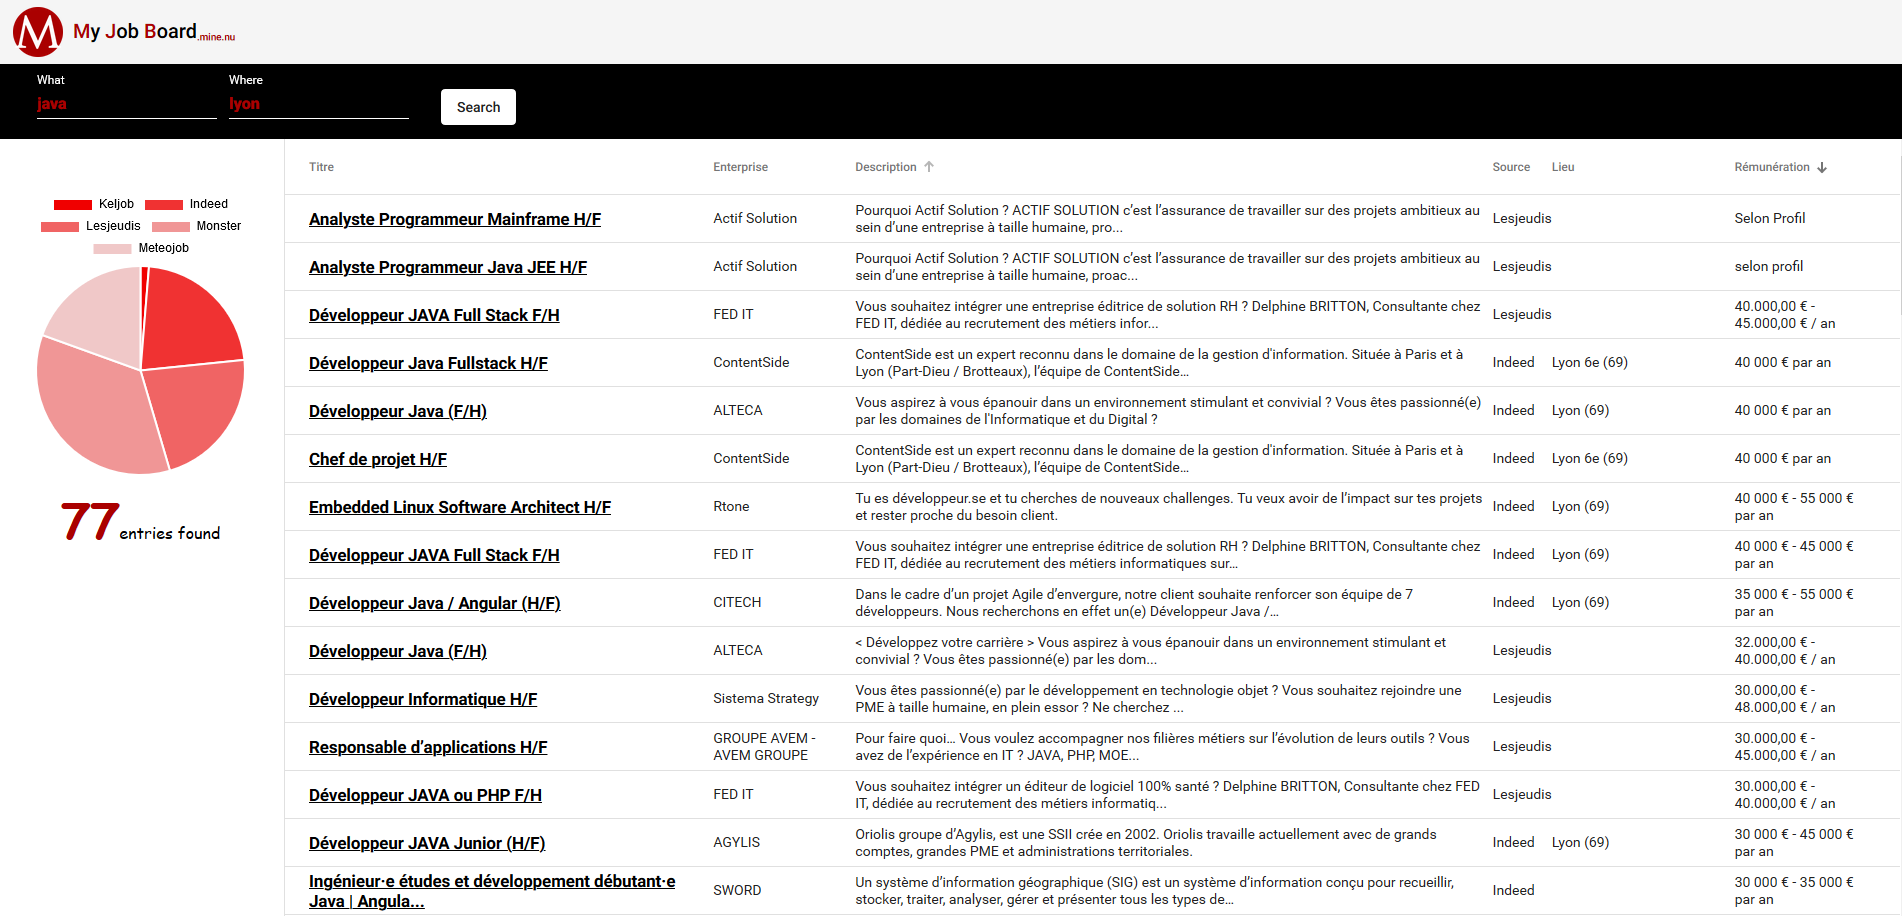 My Job Board.mine.nu
What
Where
java
lyon
Search
Keljob
Indeed
Lesjeudis
Monster
Meteojob
77 entries found
Titre
Enterprise
Description
Source
Lieu
Rémunération
Analyste Programmeur Mainframe H/F
Actif Solution
Pourquoi Actif Solution ? ACTIF SOLUTION c’est l’assurance de travailler sur des projets ambitieux au
sein d’une entreprise à taille humaine, pro...
Lesjeudis
Selon Profil
Analyste Programmeur Java JEE H/F
Actif Solution
Pourquoi Actif Solution ? ACTIF SOLUTION c’est l’assurance de travailler sur des projets ambitieux au
sein d’une entreprise à taille humaine, proac...
Lesjeudis
selon profil
Développeur JAVA Full Stack F/H
FED IT
Vous souhaitez intégrer une entreprise éditrice de solution RH ? Delphine BRITTON, Consultante chez
FED IT, dédiée au recrutement des métiers infor...
Lesjeudis
40.000,00 € -
45.000,00 € / an
Développeur Java Fullstack H/F
ContentSide
ContentSide est un expert reconnu dans le domaine de la gestion d'information. Située à Paris et à
Lyon (Part-Dieu / Brotteaux), l’équipe de ContentSide…
Indeed
Lyon 6e (69)
40 000 € par an
Développeur Java (F/H)
ALTECA
Vous aspirez à vous épanouir dans un environnement stimulant et convivial ? Vous êtes passionné(e)
par les domaines de l'Informatique et du Digital ?
Indeed
Lyon (69)
40 000 € par an
Chef de projet H/F
ContentSide
ContentSide est un expert reconnu dans le domaine de la gestion d'information. Située à Paris et à
Lyon (Part-Dieu / Brotteaux), l’équipe de ContentSide…
Indeed
Lyon 6e (69)
40 000 € par an
Embedded Linux Software Architect H/F
Rtone
Tu es développeur.se et tu cherches de nouveaux challenges. Tu veux avoir de l’impact sur tes projets
et rester proche du besoin client.
Indeed
Lyon (69)
40 000 € - 55 000 €
par an
Développeur JAVA Full Stack F/H
FED IT
Vous souhaitez intégrer une entreprise éditrice de solution RH ? Delphine BRITTON, Consultante chez
FED IT, dédiée au recrutement des métiers informatiques sur…
Indeed
Lyon (69)
40 000 € - 45 000 €
par an
Développeur Java / Angular (H/F)
CITECH
Dans le cadre d’un projet Agile d’envergure, notre client souhaite renforcer son équipe de 7
développeurs. Nous recherchons en effet un(e) Développeur Java /…
Indeed
Lyon (69)
35 000 € - 55 000 €
par an
Développeur Java (F/H)
ALTECA
< Développez votre carrière > Vous aspirez à vous épanouir dans un environnement stimulant et
convivial ? Vous êtes passionné(e) par les dom...
Lesjeudis
32.000,00 € -
40.000,00 € / an
Développeur Informatique H/F
Sistema Strategy
Vous êtes passionné(e) par le développement en technologie objet ? Vous souhaitez rejoindre une
PME à taille humaine, en plein essor ? Ne cherchez ...
Lesjeudis
30.000,00 € -
48.000,00 € / an
Responsable d’applications H/F
GROUPE AVEM -
AVEM GROUPE
Pour faire quoi… Vous voulez accompagner nos filières métiers sur l’évolution de leurs outils ? Vous
avez de l’expérience en IT ? JAVA, PHP, MOE...
Lesjeudis
30.000,00 € -
45.000,00 € / an
Développeur JAVA ou PHP F/H
FED IT
Vous souhaitez intégrer un éditeur de logiciel 100% santé ? Delphine BRITTON, Consultante chez FED
IT, dédiée au recrutement des métiers informatiq...
Lesjeudis
30.000,00 € -
40.000,00 € / an
Développeur JAVA Junior (H/F)
AGYLIS
Oriolis groupe d’Agylis, est une SSII crée en 2002. Oriolis travaille actuellement avec de grands
comptes, grandes PME et administrations territoriales.
Indeed
Lyon (69)
30 000 € - 45 000 €
par an
Ingénieur·e études et développement débutant·e
Java | Angula...
SWORD
Un système d’information géographique (SIG) est un système d’information conçu pour recueillir,
stocker, traiter, analyser, gérer et présenter tous les types de…
Indeed
30 000 € - 35 000 €
par an